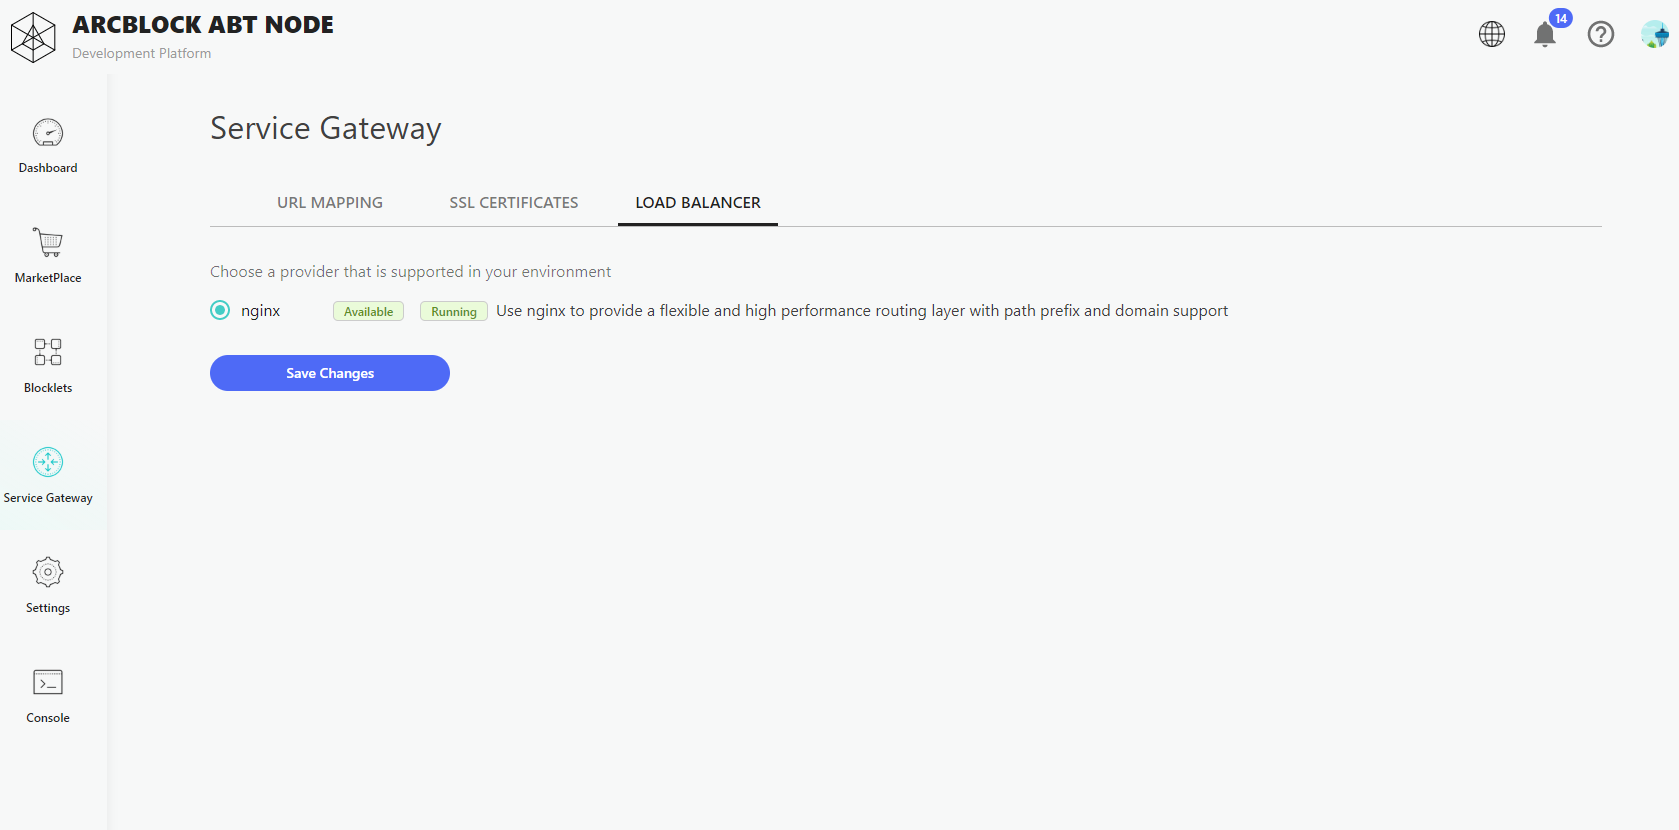 ARCBLOCK ABT NODE
Development Platform
14
Dashboard
MarketPlace
Blocklets
Service Gateway
Settings
Console
Service Gateway
URL MAPPING SSL CERTIFICATES LOAD BALANCER
Choose a provider that is supported in your environment
nginx Available Running Use nginx to provide a flexible and high performance routing layer with path prefix and domain support
Save Changes